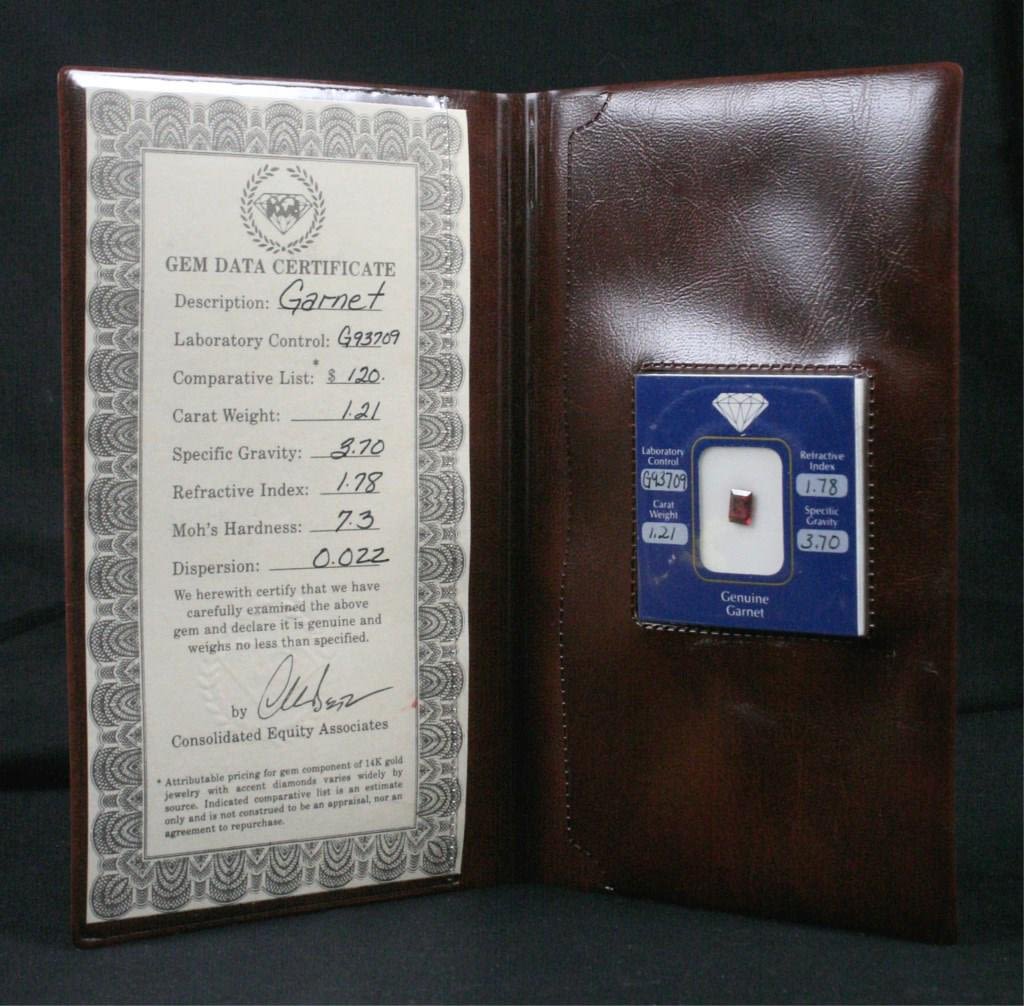 GEM DATA CERTIFICATE
Description: Garnet
Laboratory Control: G93709
Comparative List:* $ 120.
Carat Weight: 1.21
Specific Gravity: 3.70
Refractive Index: 1.78
Moh's Hardness: 7.3
Dispersion: 0.022
We herewith certify that we have
carefully examined the above
gem and declare it is genuine and
weighs no less than specified.
by
Consolidated Equity Associates
* Attributable pricing for gem component of 14K gold
jewelry with accent diamonds varies widely by
source. Indicated comparative list is an estimate
only and is not construed to be an appraisal, nor an
agreement to repurchase.
Laboratory
Control
G93709
Carat
Weight
1.21
Refractive
Index
1.78
Specific
Gravity
3.70
Genuine
Garnet